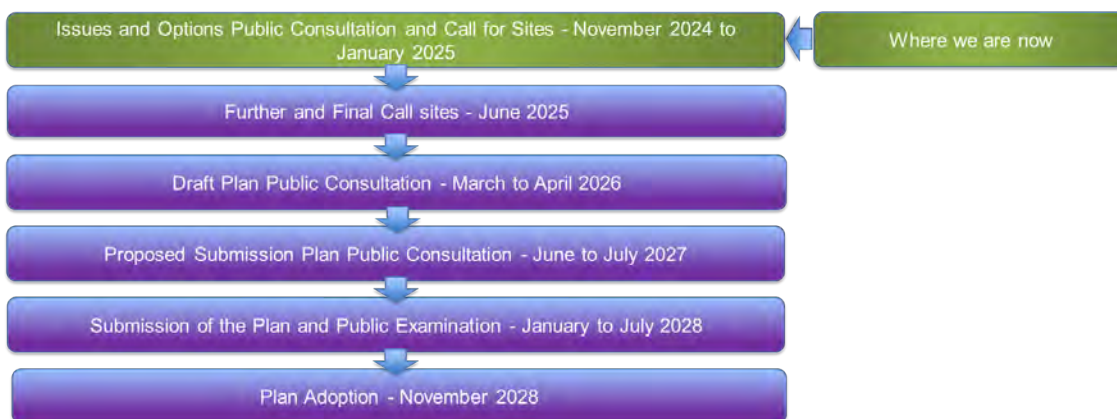 Issues and Options Public Consultation and Call for Sites - November 2024 to
January 2025
Where we are now
Further and Final Call sites - June 2025
Draft Plan Public Consultation - March to April 2026
Proposed Submission Plan Public Consultation - June to July 2027
Submission of the Plan and Public Examination - January to July 2028
Plan Adoption - November 2028